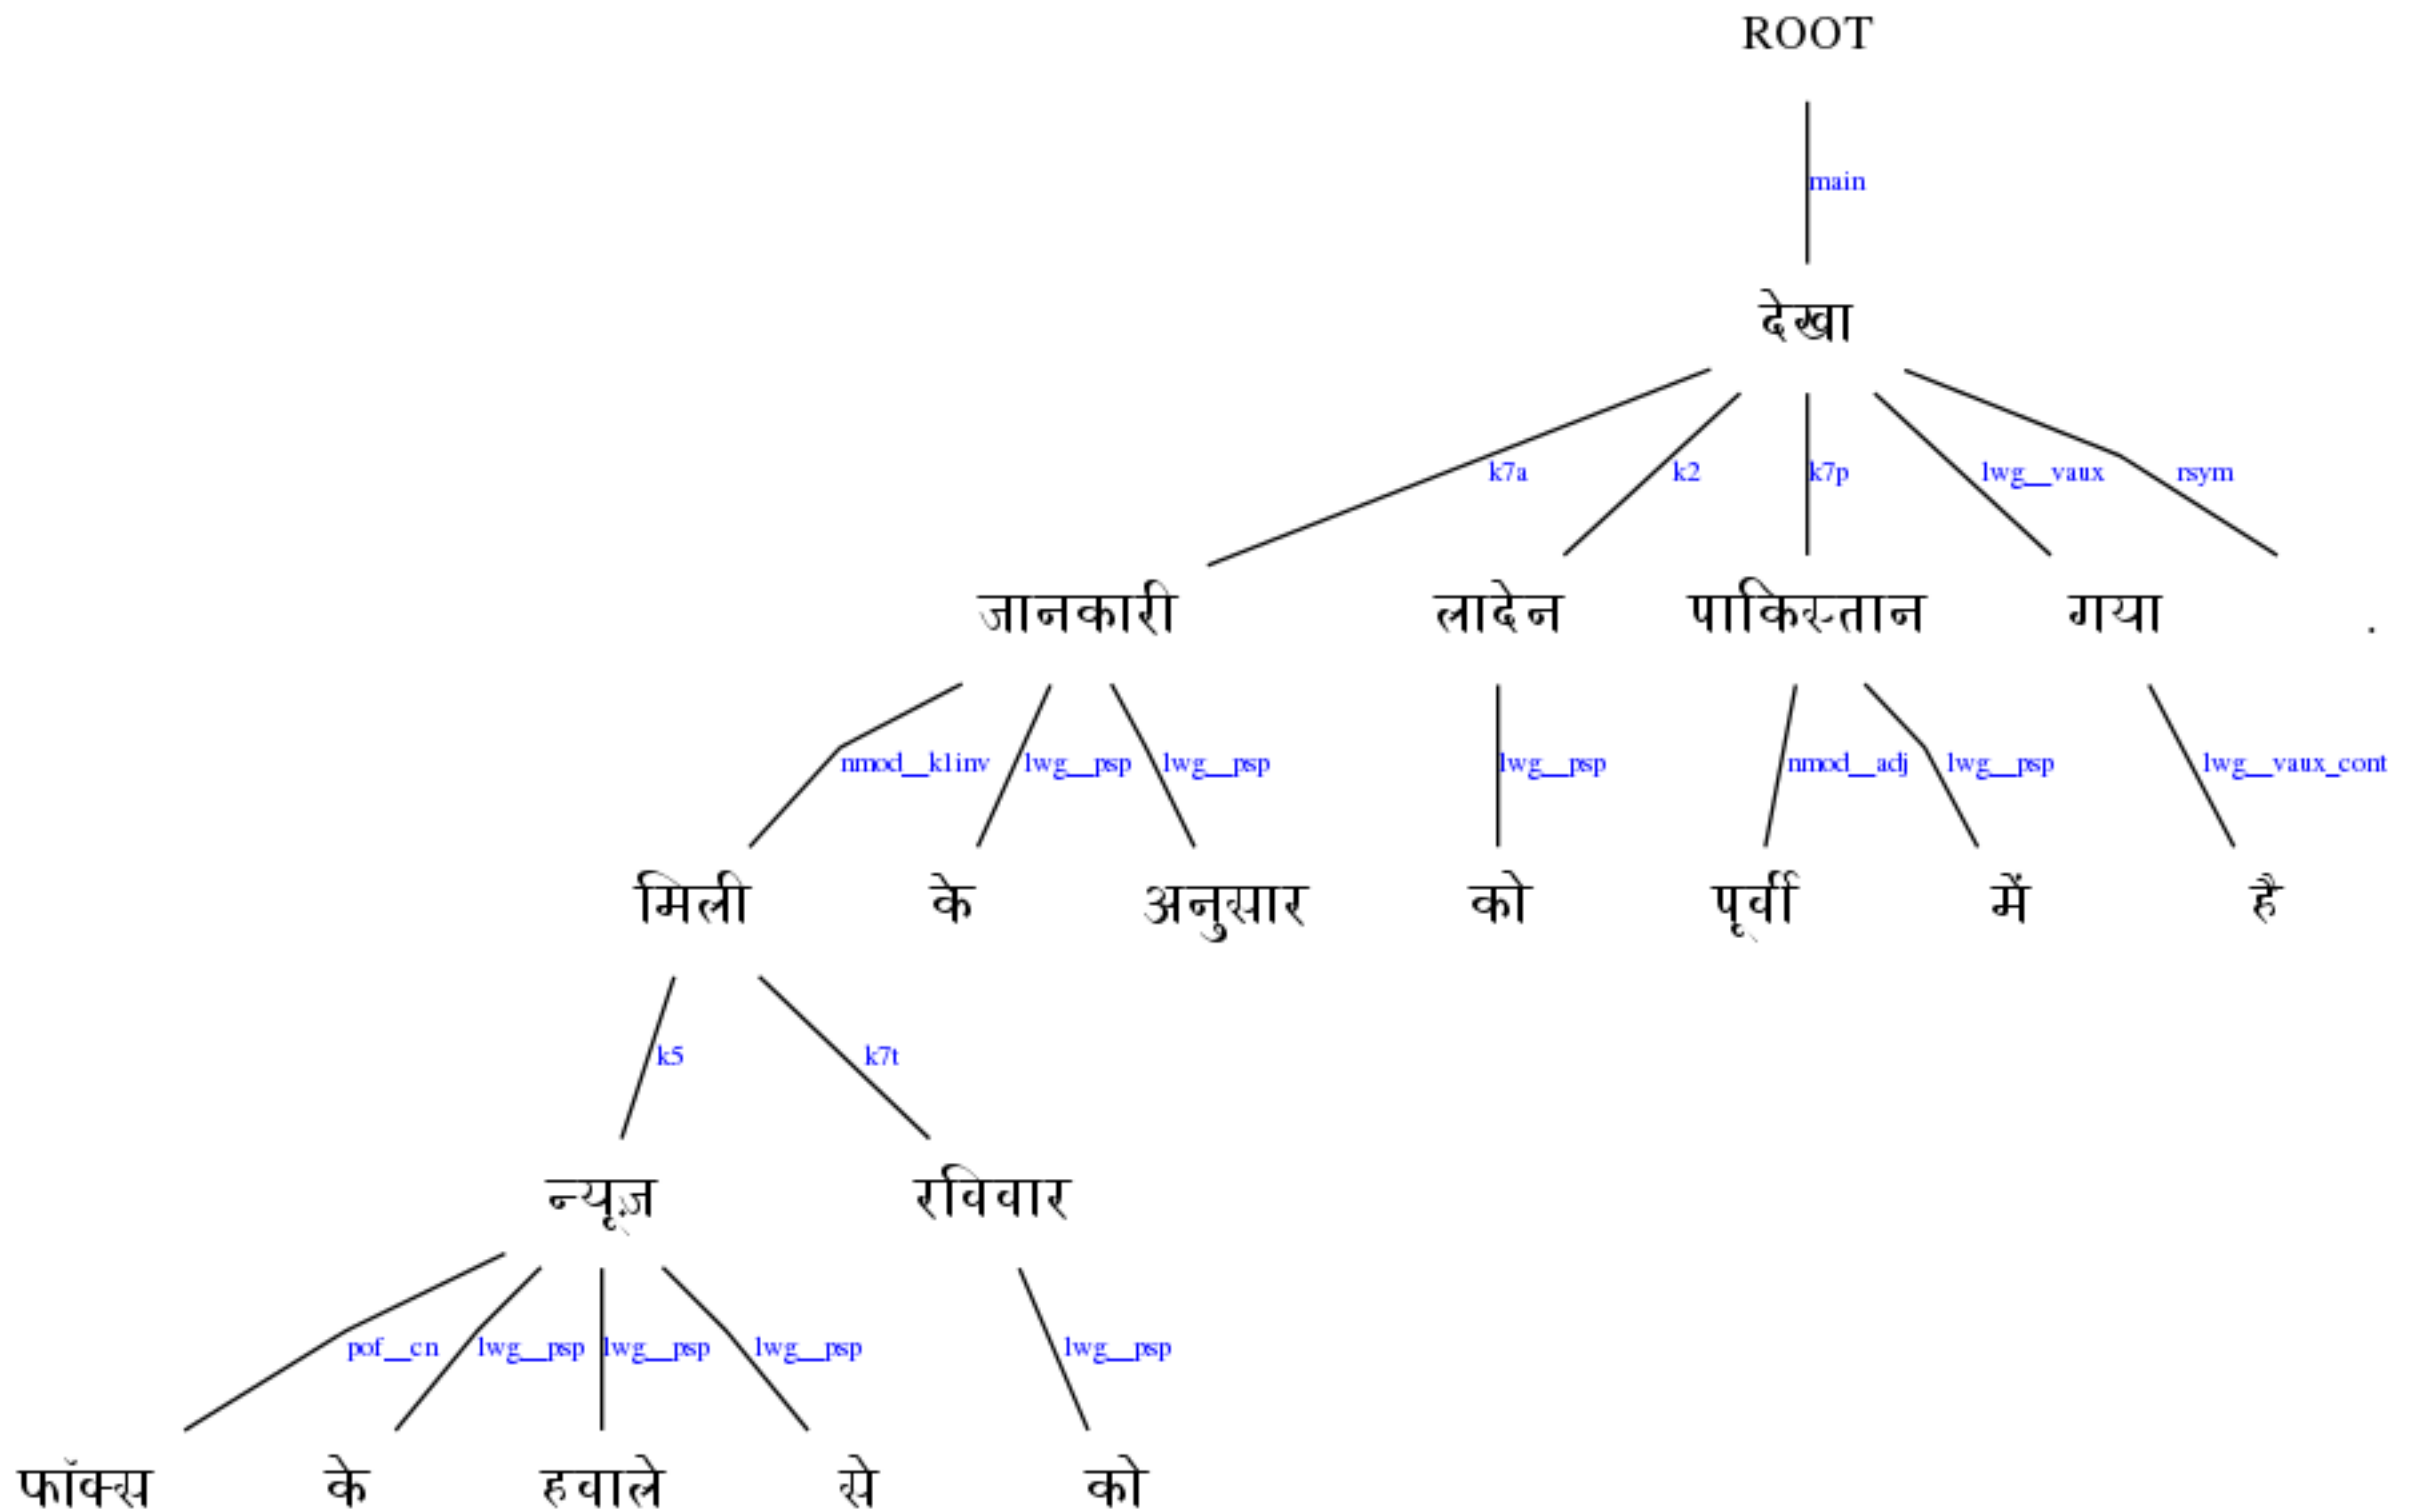 ROOT
main
देखा
k7a k2 k7p lwg__vaux rsym
जानकारी लादेन पाकिस्तान गया .
nmod__k1inv lwg__psp lwg__psp lwg__psp nmod__adj lwg__psp lwg__vaux_cont
मिली के अनुसार को पूर्वी में है
k5 k7t
न्यूज़ रविवार
pof__cn lwg__psp lwg__psp lwg__psp lwg__psp
फॉक्स के हवाले से को